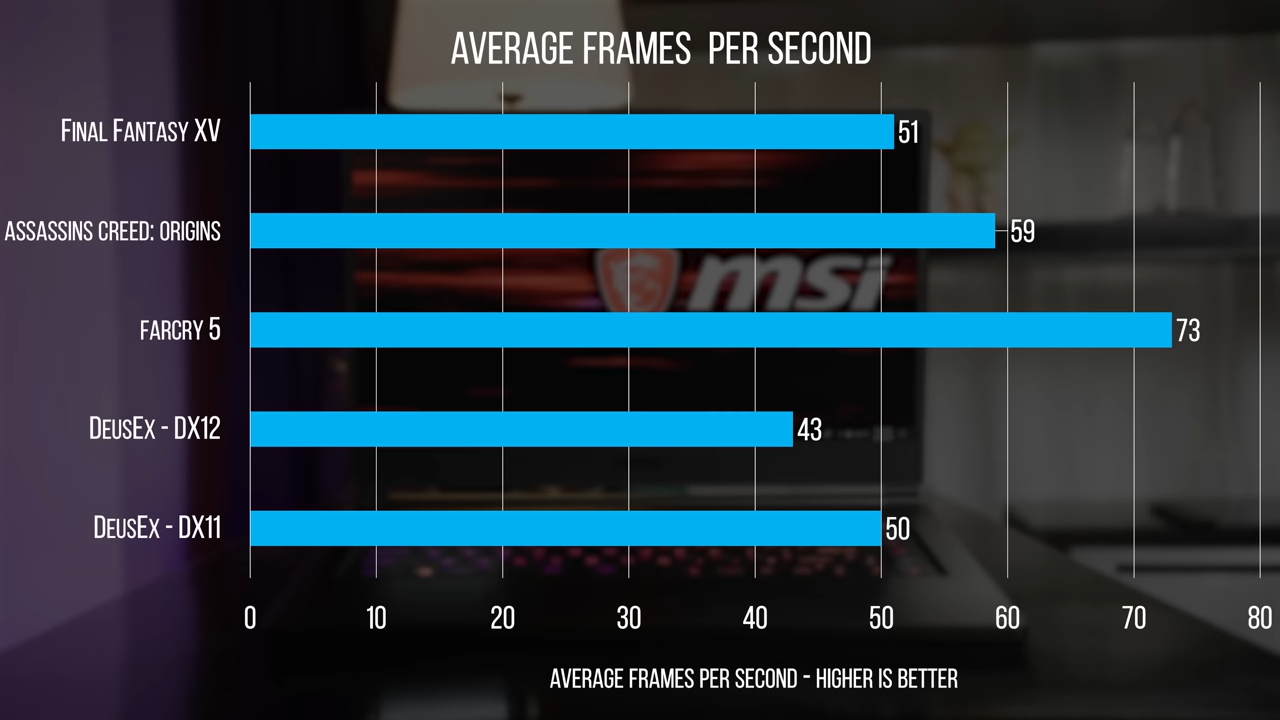 AVERAGE FRAMES PER SECOND
FINAL FANTASY XV 51
ASSASSINS CREED: ORIGINS 59
msi
FARCRY 5 73
DEUSEX - DX12 43
DEUSEX - DX11 50
0 10 20 30 40 50 60 70 80
AVERAGE FRAMES PER SECOND - HIGHER IS BETTER